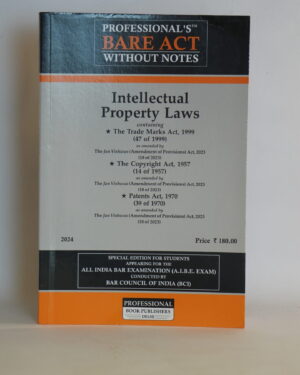 PROFESSIONAL'S™
BARE ACT
WITHOUT NOTES
Intellectual
Property Laws
containing
★ The Trade Marks Act, 1999
(47 of 1999)
as amended by
The Jan Vishwas (Amendment of Provisions) Act, 2023
(18 of 2023)
★ The Copyright Act, 1957
(14 of 1957)
as amended by
The Jan Vishwas (Amendment of Provisions) Act, 2023
(18 of 2023)
★ Patents Act, 1970
(39 of 1970)
as amended by
The Jan Vishwas (Amendment of Provisions) Act, 2023
(18 of 2023)
2024
Price ₹ 180.00
SPECIAL EDITION FOR STUDENTS
APPEARING FOR THE
ALL INDIA BAR EXAMINATION (A.I.B.E. EXAM)
CONDUCTED BY
BAR COUNCIL OF INDIA (BCI)
PROFESSIONAL
BOOK PUBLISHERS
DELHI